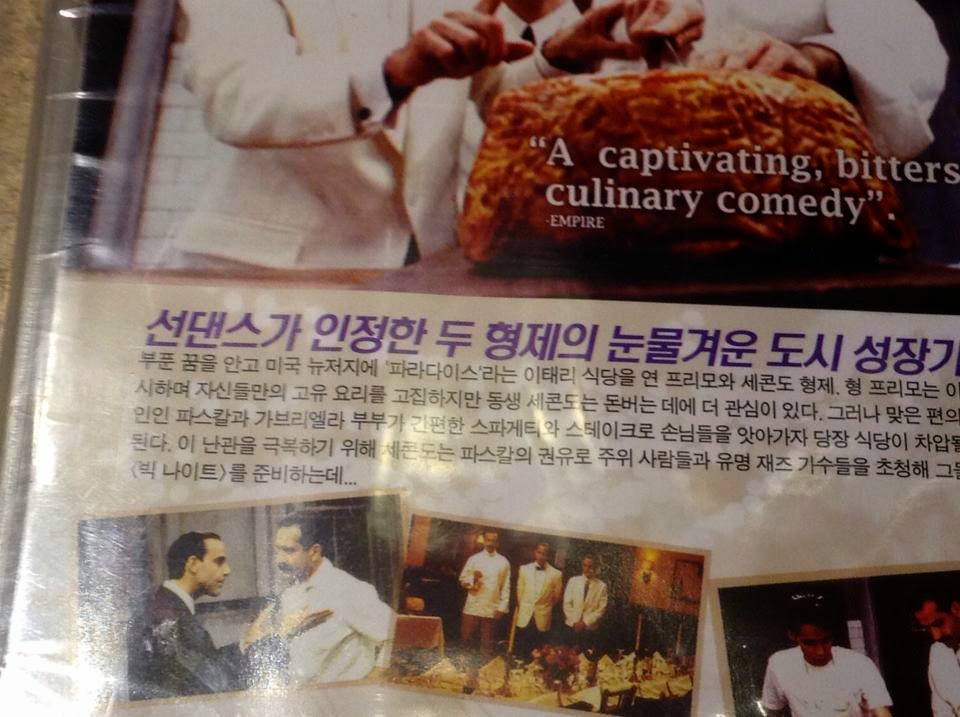 “A captivating, bitters
culinary comedy”.
-EMPIRE
선댄스가 인정한 두 형제의 눈물겨운 도시 성장기
부푼 꿈을 안고 미국 뉴저지에 '파라다이스'라는 이태리 식당을 연 프리모와 세콘도 형제. 형 프리모는 이
시하며 자신들만의 고유 요리를 고집하지만 동생 세콘도는 돈버는 데에 더 관심이 있다. 그러나 맞은 편의
인인 파스칼과 가브리엘라 부부가 간편한 스파게티와 스테이크로 손님들을 앗아가자 당장 식당이 차압될
된다. 이 난관을 극복하기 위해 세콘도는 파스칼의 권유로 주위 사람들과 유명 재즈 가수들을 초청해 그들
〈빅 나이트〉를 준비하는데...